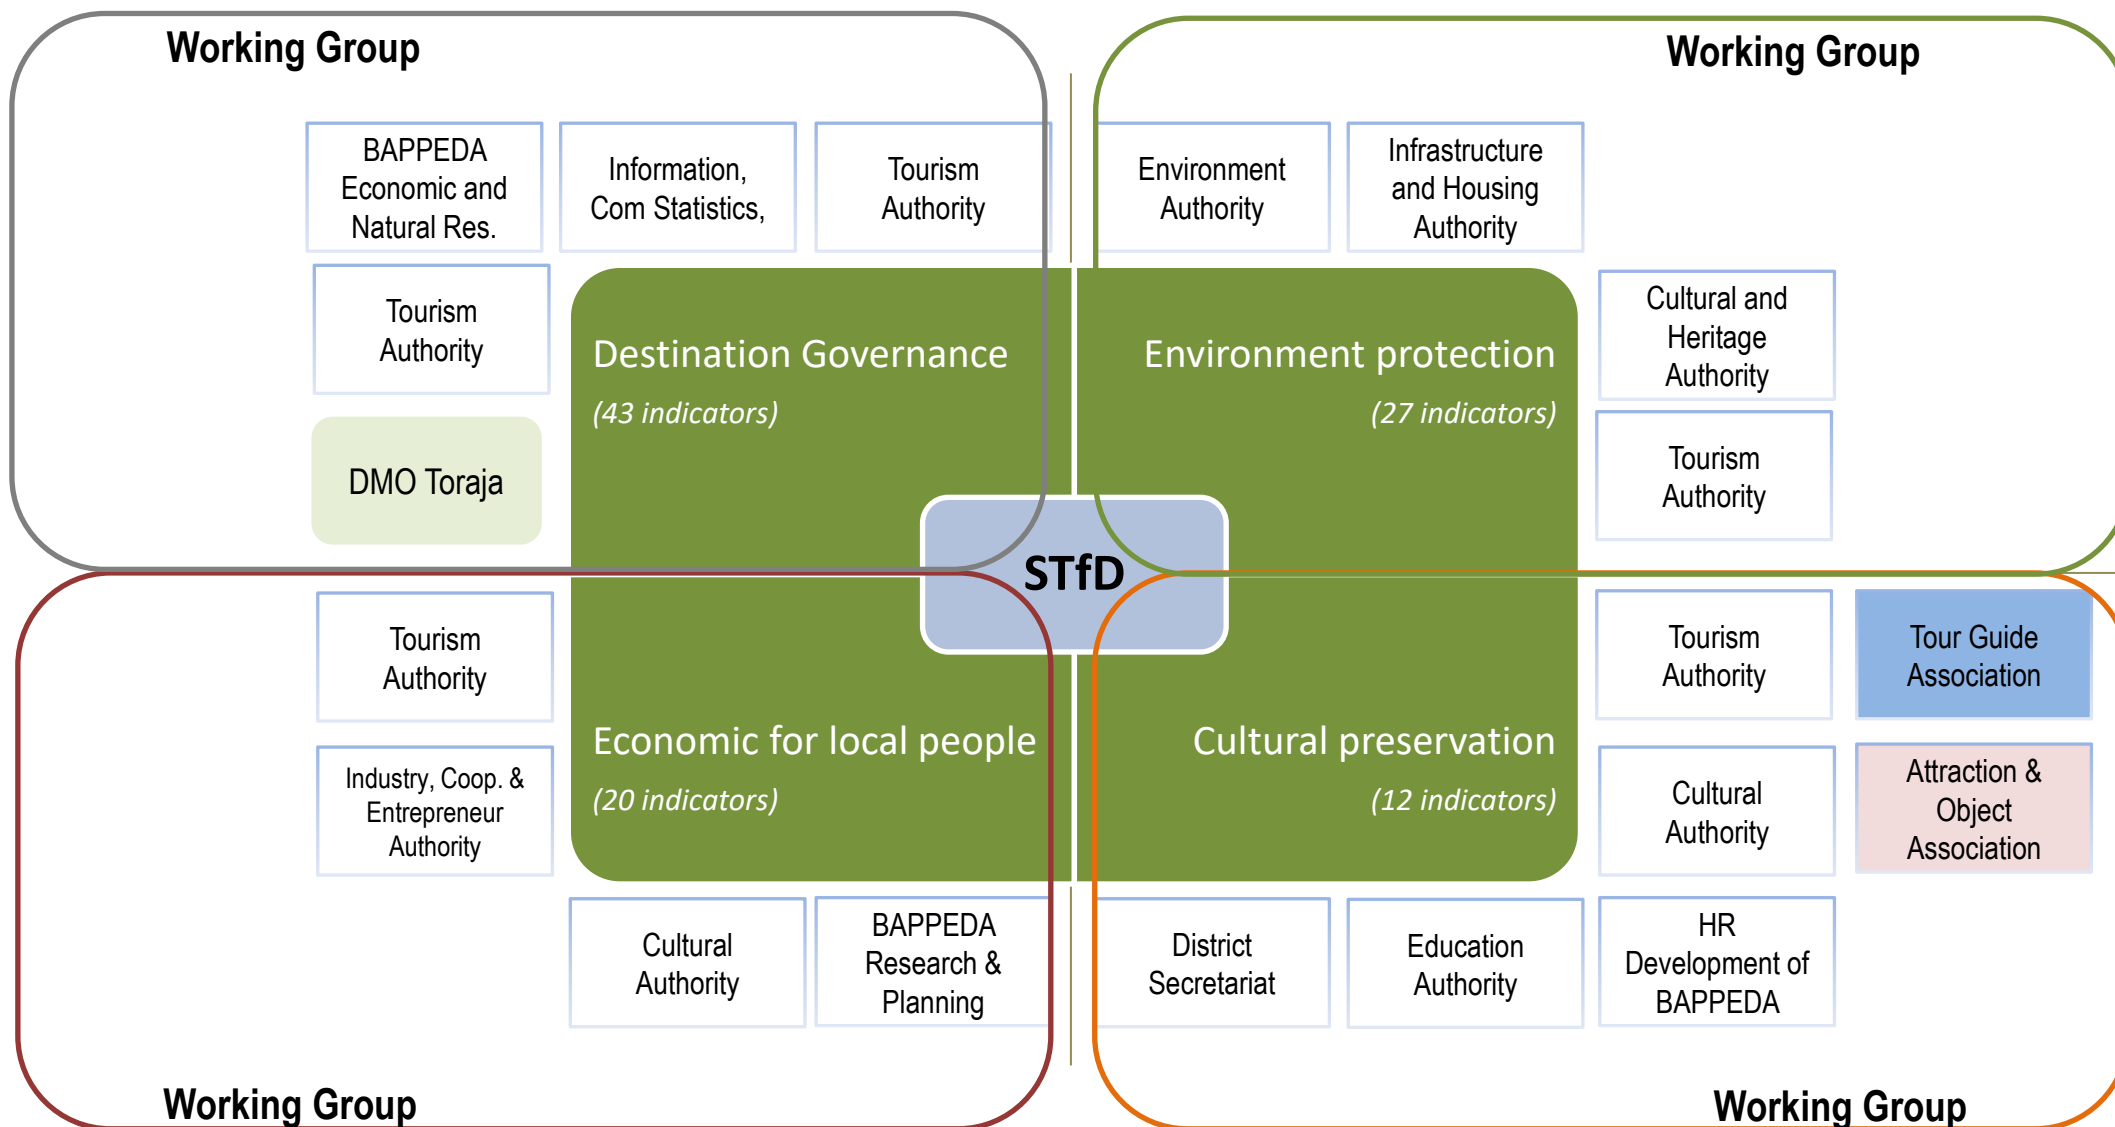 Working Group
Working Group
BAPPEDA
Economic and
Natural Res.
Information,
Com Statistics,
Tourism
Authority
Environment
Authority
Infrastructure
and Housing
Authority
Tourism
Authority
Cultural and
Heritage
Authority
Destination Governance
(43 indicators)
Environment protection
(27 indicators)
DMO Toraja
Tourism
Authority
STfD
Tourism
Authority
Tourism
Authority
Tour Guide
Association
Economic for local people
(20 indicators)
Cultural preservation
(12 indicators)
Industry, Coop. &
Entrepreneur
Authority
Cultural
Authority
Attraction &
Object
Association
Cultural
Authority
BAPPEDA
Research &
Planning
District
Secretariat
Education
Authority
HR
Development of
BAPPEDA
Working Group
Working Group